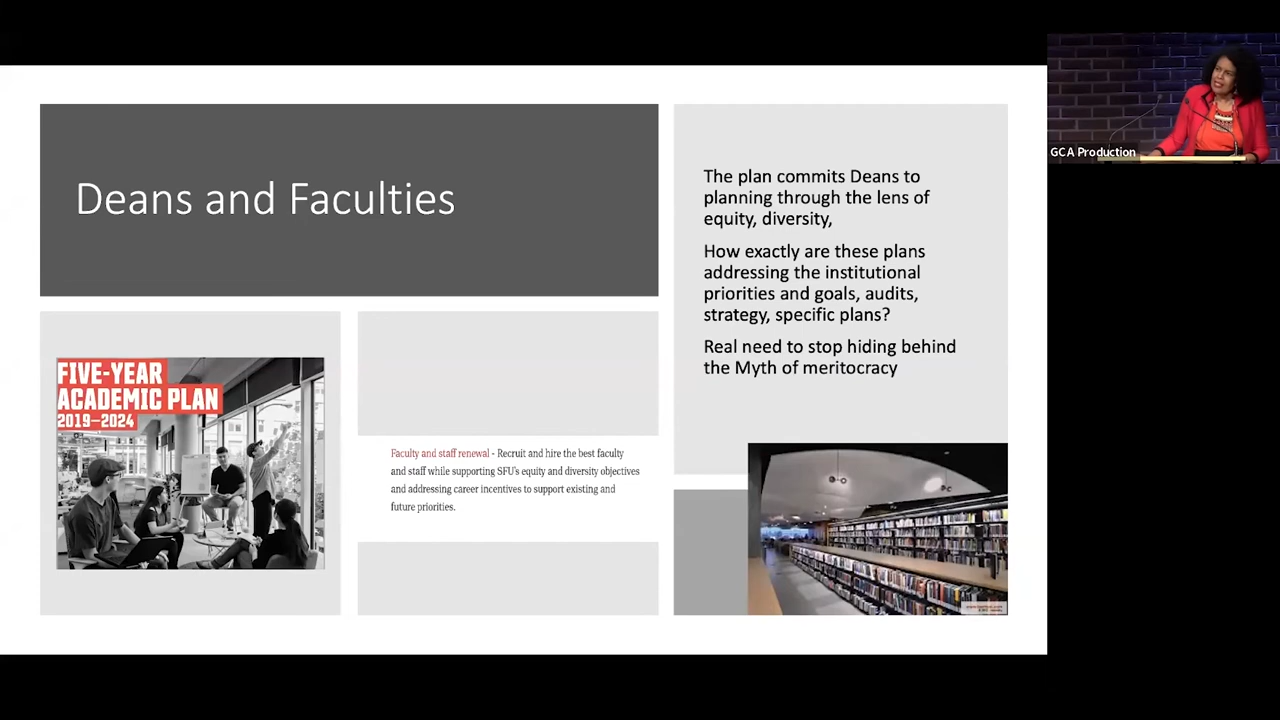 Deans and Faculties
FIVE-YEAR
ACADEMIC PLAN
2019–2024
Faculty and staff renewal - Recruit and hire the best faculty
and staff while supporting SFU's equity and diversity objectives
and addressing career incentives to support existing and
future priorities.
The plan commits Deans to
planning through the lens of
equity, diversity,
How exactly are these plans
addressing the institutional
priorities and goals, audits,
strategy, specific plans?
Real need to stop hiding behind
the Myth of meritocracy
GCA Production